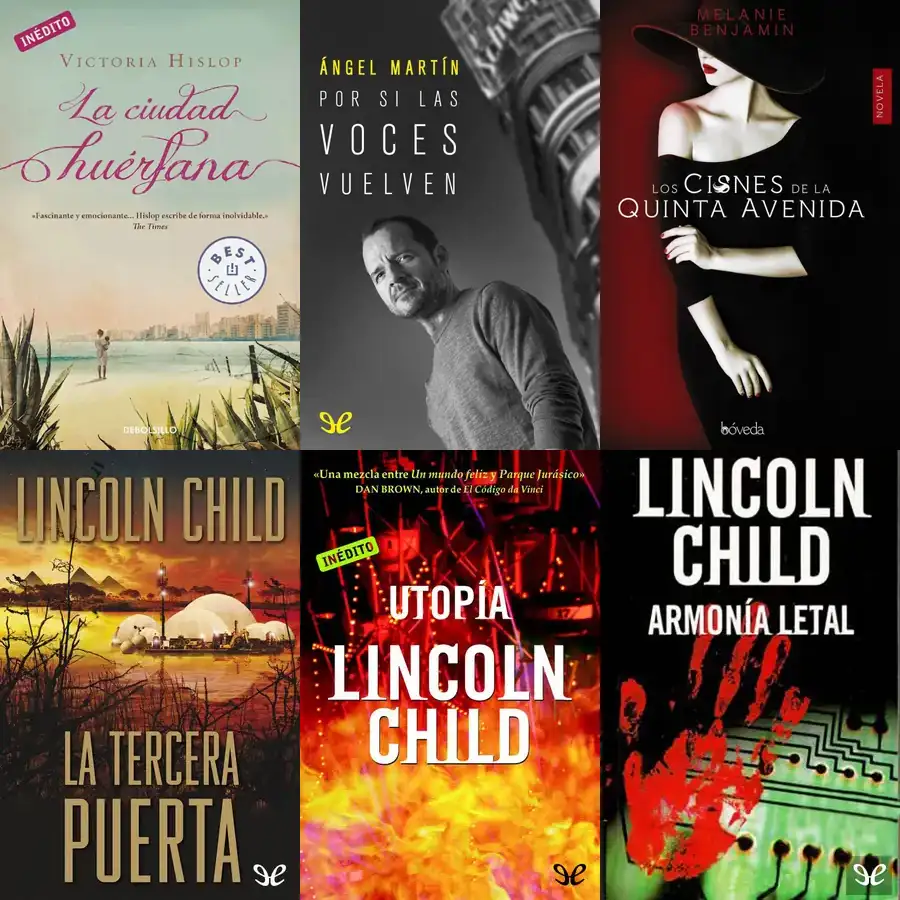 INÉDITO
VICTORIA HISLOP
La ciudad
huérfana
«Fascinante y emocionante... Hislop escribe de forma inolvidable.»
The Times
BEST
SELLER
DEBOLSILLO
ÁNGEL MARTÍN
POR SI LAS
VOCES
VUELVEN
MELANIE
BENJAMIN
NOVELA
LOS CISNES DE LA
QUINTA AVENIDA
bóveda
LINCOLN CHILD
LA TERCERA
PUERTA
«Una mezcla entre Un mundo feliz y Parque Jurásico»
DAN BROWN, autor de El Código da Vinci
INÉDITO
UTOPÍA
LINCOLN
CHILD
LINCOLN
CHILD
ARMONÍA LETAL